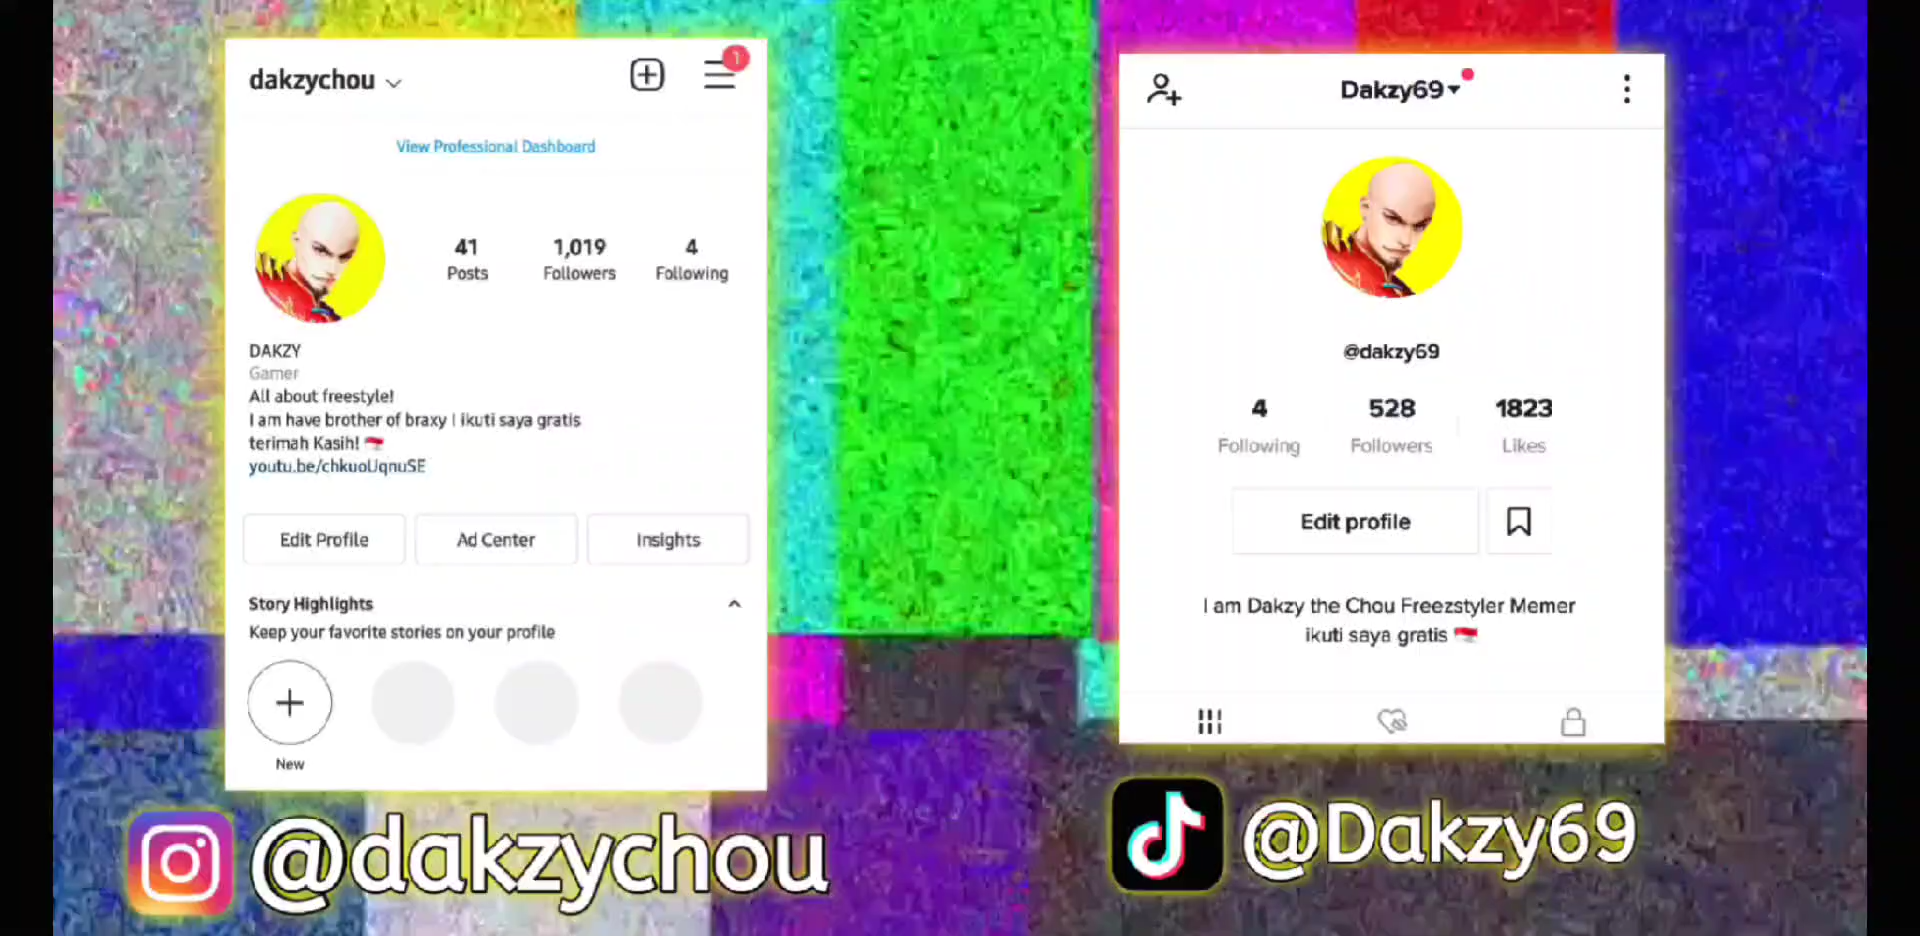 dakzychou
1
View Professional Dashboard
41
Posts
1,019
Followers
4
Following
DAKZY
Gamer
All about freestyle!
I am have brother of braxy I ikuti saya gratis
terimah Kasih!
youtu.be/chkuoUqnuSE
Edit Profile
Ad Center
Insights
Story Highlights
Keep your favorite stories on your profile
New
@dakzychou
Dakzy69
@dakzy69
4
Following
528
Followers
1823
Likes
Edit profile
I am Dakzy the Chou Freezstyler Memer
ikuti saya gratis
@Dakzy69